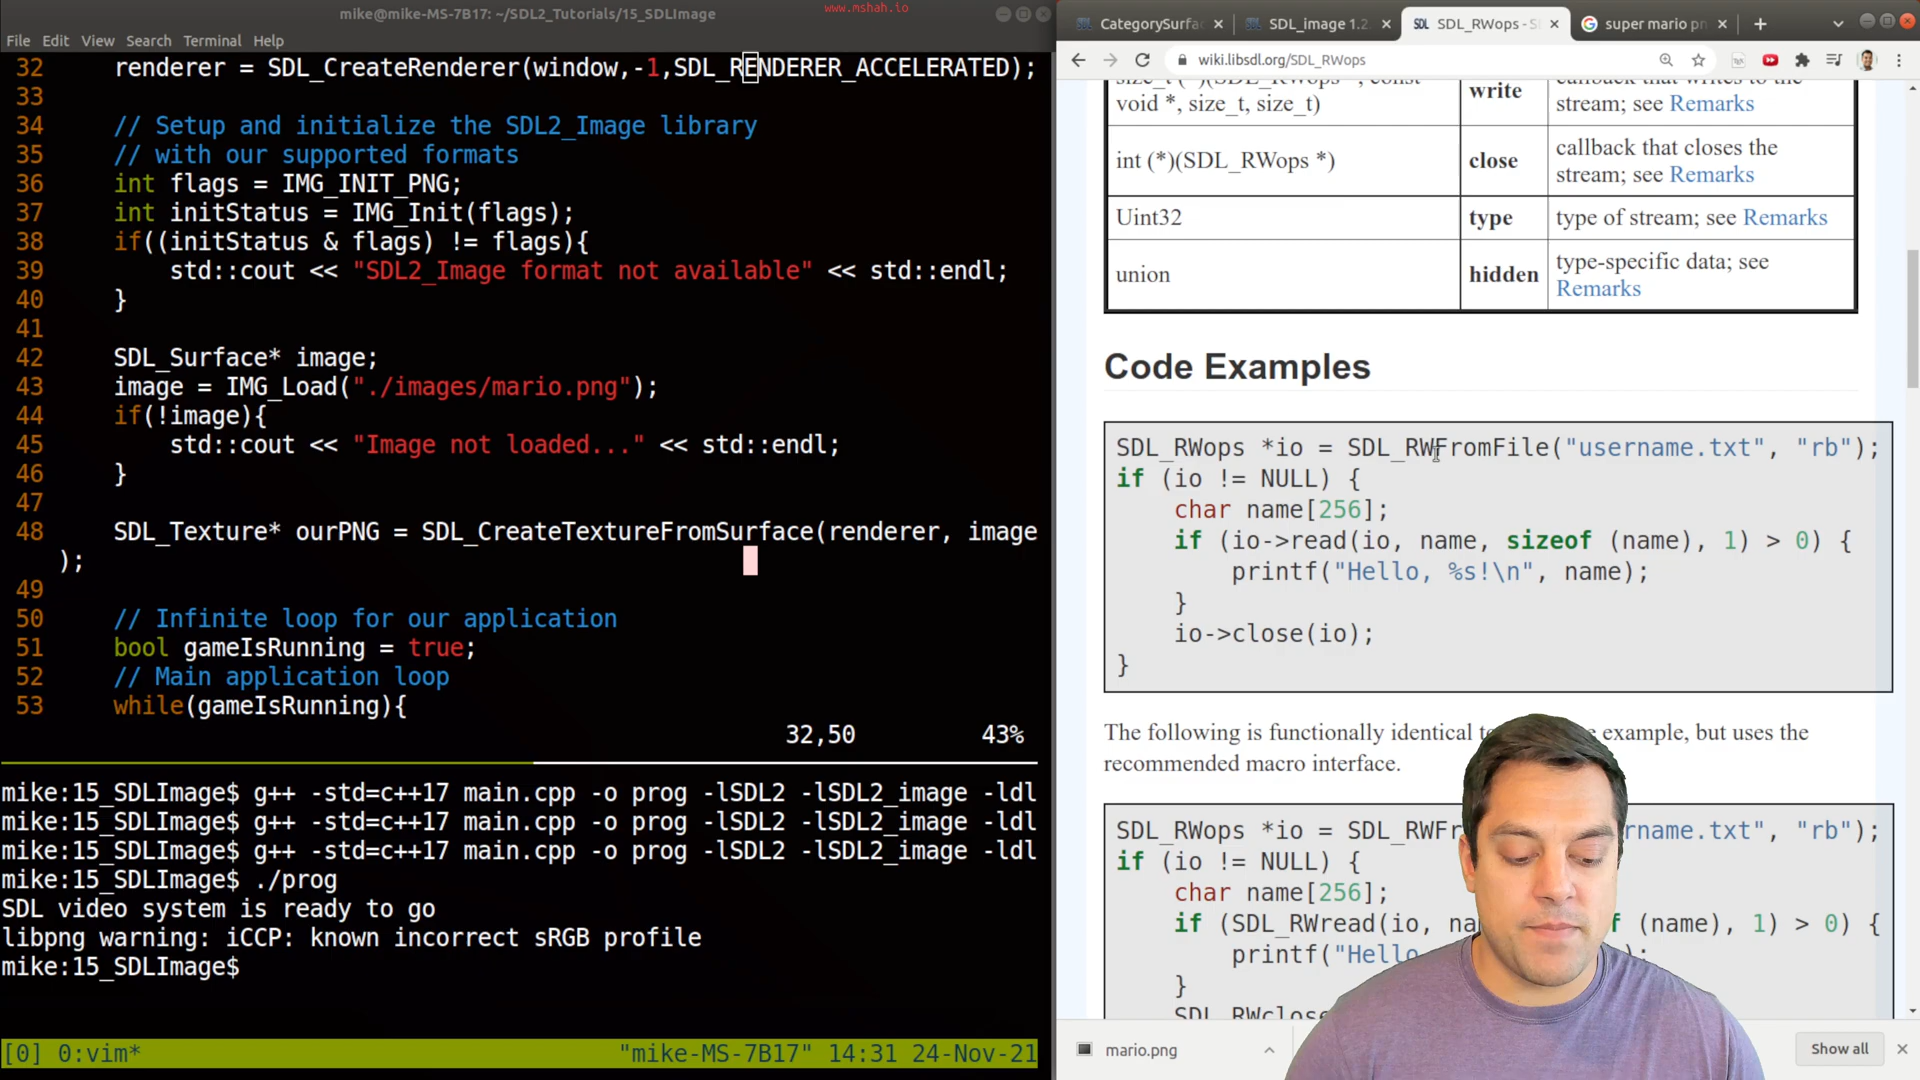 mike@mike-MS-7B17: ~/SDL2_Tutorials/15_SDLImage
www.mshah.io
File Edit View Search Terminal Help
32 renderer = SDL_CreateRenderer(window,-1,SDL_RENDERER_ACCELERATED);
33
34 // Setup and initialize the SDL2_Image library
35 // with our supported formats
36 int flags = IMG_INIT_PNG;
37 int initStatus = IMG_Init(flags);
38 if((initStatus & flags) != flags){
39 std::cout << "SDL2_Image format not available" << std::endl;
40 }
41
42 SDL_Surface* image;
43 image = IMG_Load("./images/mario.png");
44 if(!image){
45 std::cout << "Image not loaded..." << std::endl;
46 }
47
48 SDL_Texture* ourPNG = SDL_CreateTextureFromSurface(renderer, image
);
49
50 // Infinite loop for our application
51 bool gameIsRunning = true;
52 // Main application loop
53 while(gameIsRunning){
32,50 43%
mike:15_SDLImage$ g++ -std=c++17 main.cpp -o prog -lSDL2 -lSDL2_image -ldl
mike:15_SDLImage$ g++ -std=c++17 main.cpp -o prog -lSDL2 -lSDL2_image -ldl
mike:15_SDLImage$ g++ -std=c++17 main.cpp -o prog -lSDL2 -lSDL2_image -ldl
mike:15_SDLImage$ ./prog
SDL video system is ready to go
libpng warning: iCCP: known incorrect sRGB profile
mike:15_SDLImage$
[0] 0:vim* "mike-MS-7B17" 14:31 24-Nov-21
CategorySurfa SDL_image 1.2 SDL_RWops - S super mario pn
wiki.libsdl.org/SDL_RWops
size_t (*)(SDL_RWops *, const
void *, size_t, size_t)
write
callback that writes to the
stream; see Remarks
int (*)(SDL_RWops *)
close
callback that closes the
stream; see Remarks
Uint32 type type of stream; see Remarks
union
hidden
type-specific data; see
Remarks
Code Examples
SDL_RWops *io = SDL_RWFromFile("username.txt", "rb");
if (io != NULL) {
char name[256];
if (io->read(io, name, sizeof (name), 1) > 0) {
printf("Hello, %s!\n", name);
}
io->close(io);
}
The following is functionally identical example, but uses the
recommended macro interface.
SDL_RWops *io = SDL_RWFr rname.txt", "rb");
if (io != NULL) {
char name[256];
if (SDL_RWread(io, na f (name), 1) > 0) {
printf("Hello
}
SDL_RWclose
mario.png
Show all